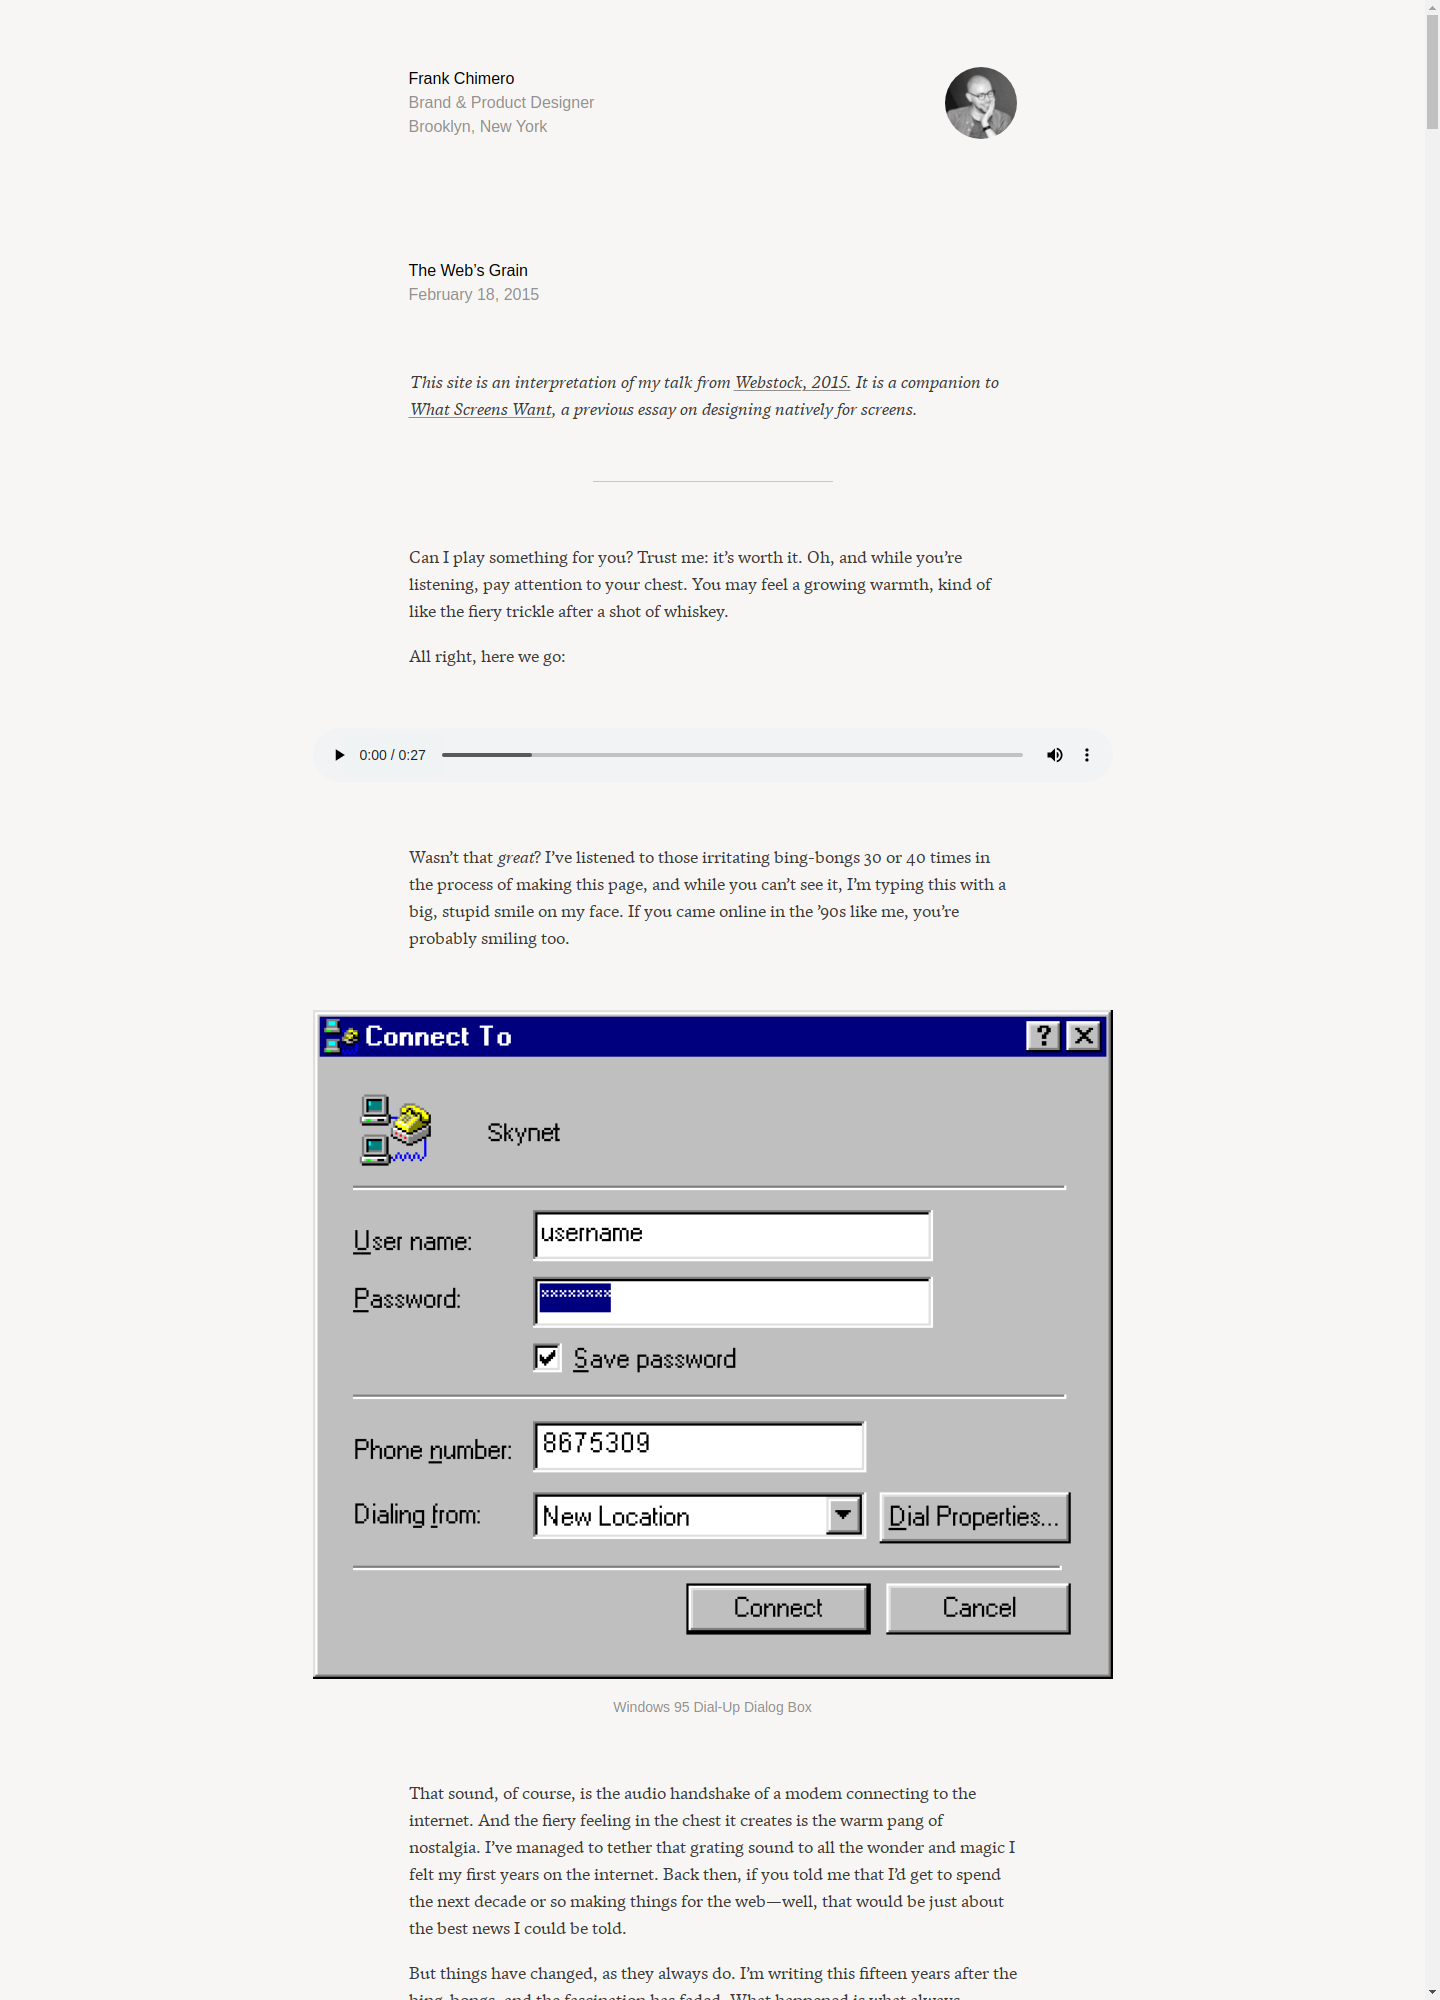 Frank Chimero
Brand & Product Designer
Brooklyn, New York
The Web’s Grain
February 18, 2015
This site is an interpretation of my talk from Webstock, 2015. It is a companion to
What Screens Want, a previous essay on designing natively for screens.
Can I play something for you? Trust me: it’s worth it. Oh, and while you’re
listening, pay attention to your chest. You may feel a growing warmth, kind of
like the fiery trickle after a shot of whiskey.
All right, here we go:
0:00 / 0:27
Wasn’t that great? I’ve listened to those irritating bing-bongs 30 or 40 times in
the process of making this page, and while you can’t see it, I’m typing this with a
big, stupid smile on my face. If you came online in the ’90s like me, you’re
probably smiling too.
Connect To
Skynet
User name: username
Password: ********
Save password
Phone number: 8675309
Dialing from: New Location Dial Properties...
Connect Cancel
Windows 95 Dial-Up Dialog Box
That sound, of course, is the audio handshake of a modem connecting to the
internet. And the fiery feeling in the chest it creates is the warm pang of
nostalgia. I’ve managed to tether that grating sound to all the wonder and magic I
felt my first years on the internet. Back then, if you told me that I’d get to spend
the next decade or so making things for the web—well, that would be just about
the best news I could be told.
But things have changed, as they always do. I’m writing this fifteen years after the
bing-bongs, and the fascination has faded. What happened is what always